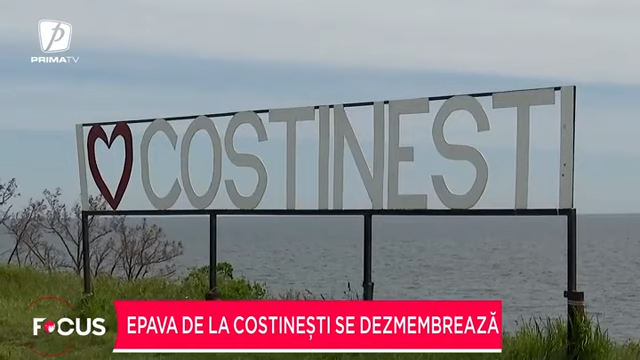 PRIMATV
COSTINESTI
FOCUS
EPAVA DE LA COSTINEȘTI SE DEZMEMBREAZĂ